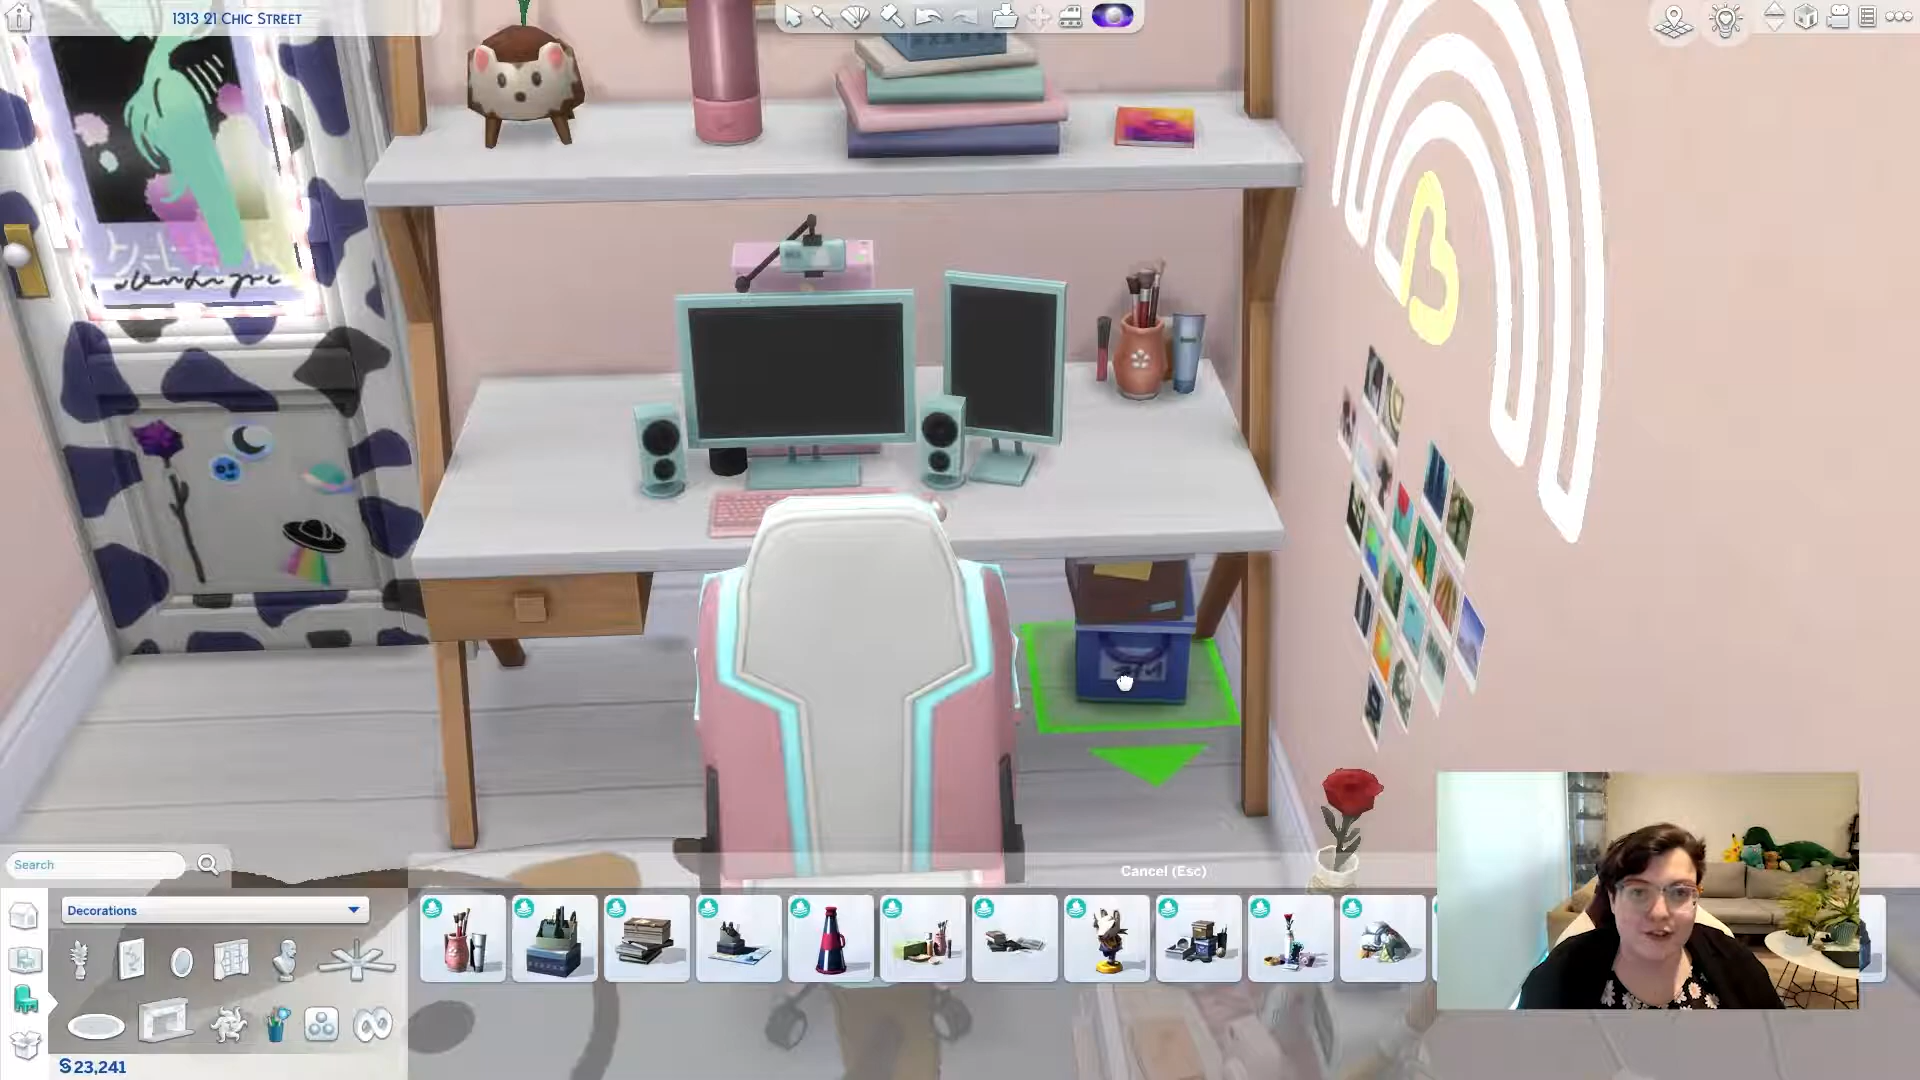 1313 21 Chic Street
Cancel (Esc)
Search
Decorations
§23,241